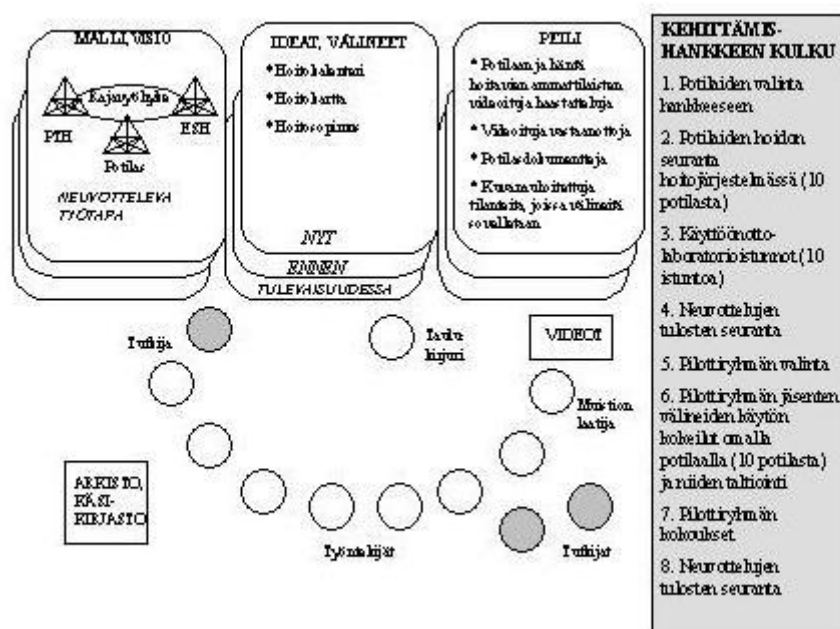 MALLI, VISIO
Rajavyöhyke
PTH
ESH
Potilas
NEUVOTTELEVA
TYÖTAPA
IDEAT, VÄLINEET
* Hoitokalenteri
* Hoitokartta
* Hoitosopimus
NYT
ENNEN
TULEVAISUUDESSA
PEILI
* Potilaan ja häntä
hoitavien ammattilaisten
videoituja haastatteluja
* Videoituja vastaanottoja
* Potilasdokumentteja
* Kuvanauhoitettuja
tilanteita, joissa välineitä
sovelletaan
Tutkija
Taulu
kirjuri
VIDEOT
Muistion
laatija
ARKISTO,
KÄSI-
KIRJASTO
Työntekijät
Tutkijat
KEHITTÄMIS-
HANKKEEN KULKU
1. Potilaiden valinta
hankkeeseen
2. Potilaiden hoidon
seuranta
hoitojärjestelmässä (10
potilasta)
3. Käyttöönotto-
laboratorioistunnot (10
istuntoa)
4. Neuvottelujen
tulosten seuranta
5. Pilottiryhmän valinta
6. Pilottiryhmän jäsenten
välineiden käytön
kokeilut omalla
potilaalla (10 potilasta)
ja niiden taltiointi
7. Pilottiryhmän
kokoukset
8. Neuvottelujen
tulosten seuranta